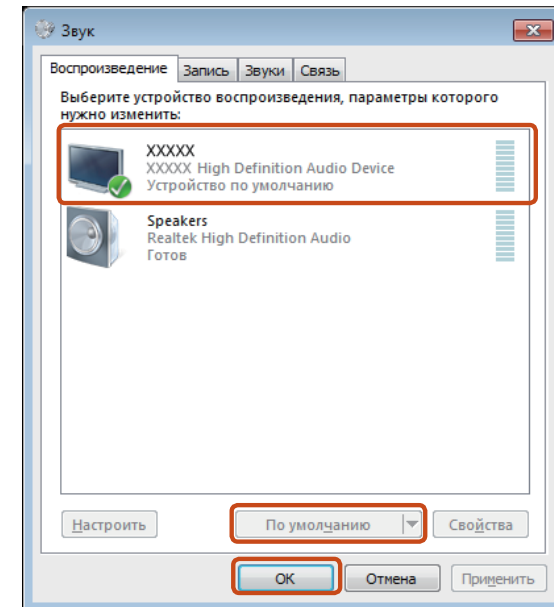 Звук
Воспроизведение Запись Звуки Связь
Выберите устройство воспроизведения, параметры которого
нужно изменить:
XXXXX
XXXXX High Definition Audio Device
Устройство по умолчанию
Speakers
Realtek High Definition Audio
Готов
Настроить По умолчанию Свойства
ОК Отмена Применить